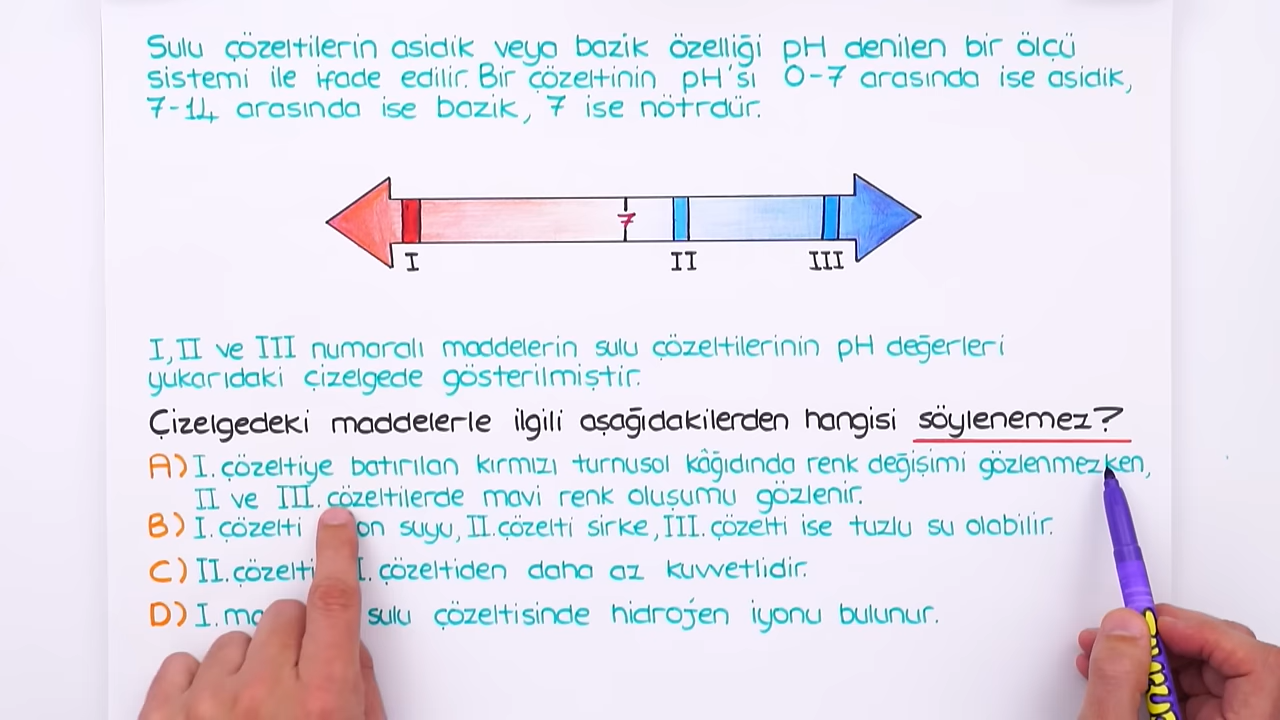 Sulu çözeltilerin asidik veya bazik özelliği pH denilen bir ölçü
sistemi ile ifade edilir. Bir çözeltinin pH'sı 0-7 arasında ise asidik,
7-14 arasında ise bazik, 7 ise nötrdür.
7
I II III
I, II ve III numaralı maddelerin sulu çözeltilerinin pH değerleri
yukarıdaki çizelgede gösterilmiştir.
Çizelgedeki maddelerle ilgili aşağıdakilerden hangisi söylenemez?
A) I. çözeltiye batırılan kırmızı turnusol kâğıdında renk değişimi gözlenmezken,
II ve III. çözeltilerde mavi renk oluşumu gözlenir.
B) I. çözelti suyu, II. çözelti sirke, III. çözelti ise tuzlu su olabilir.
C) II. çözeltiden daha az kuvvetlidir.
D) I. sulu çözeltisinde hidrojen iyonu bulunur.